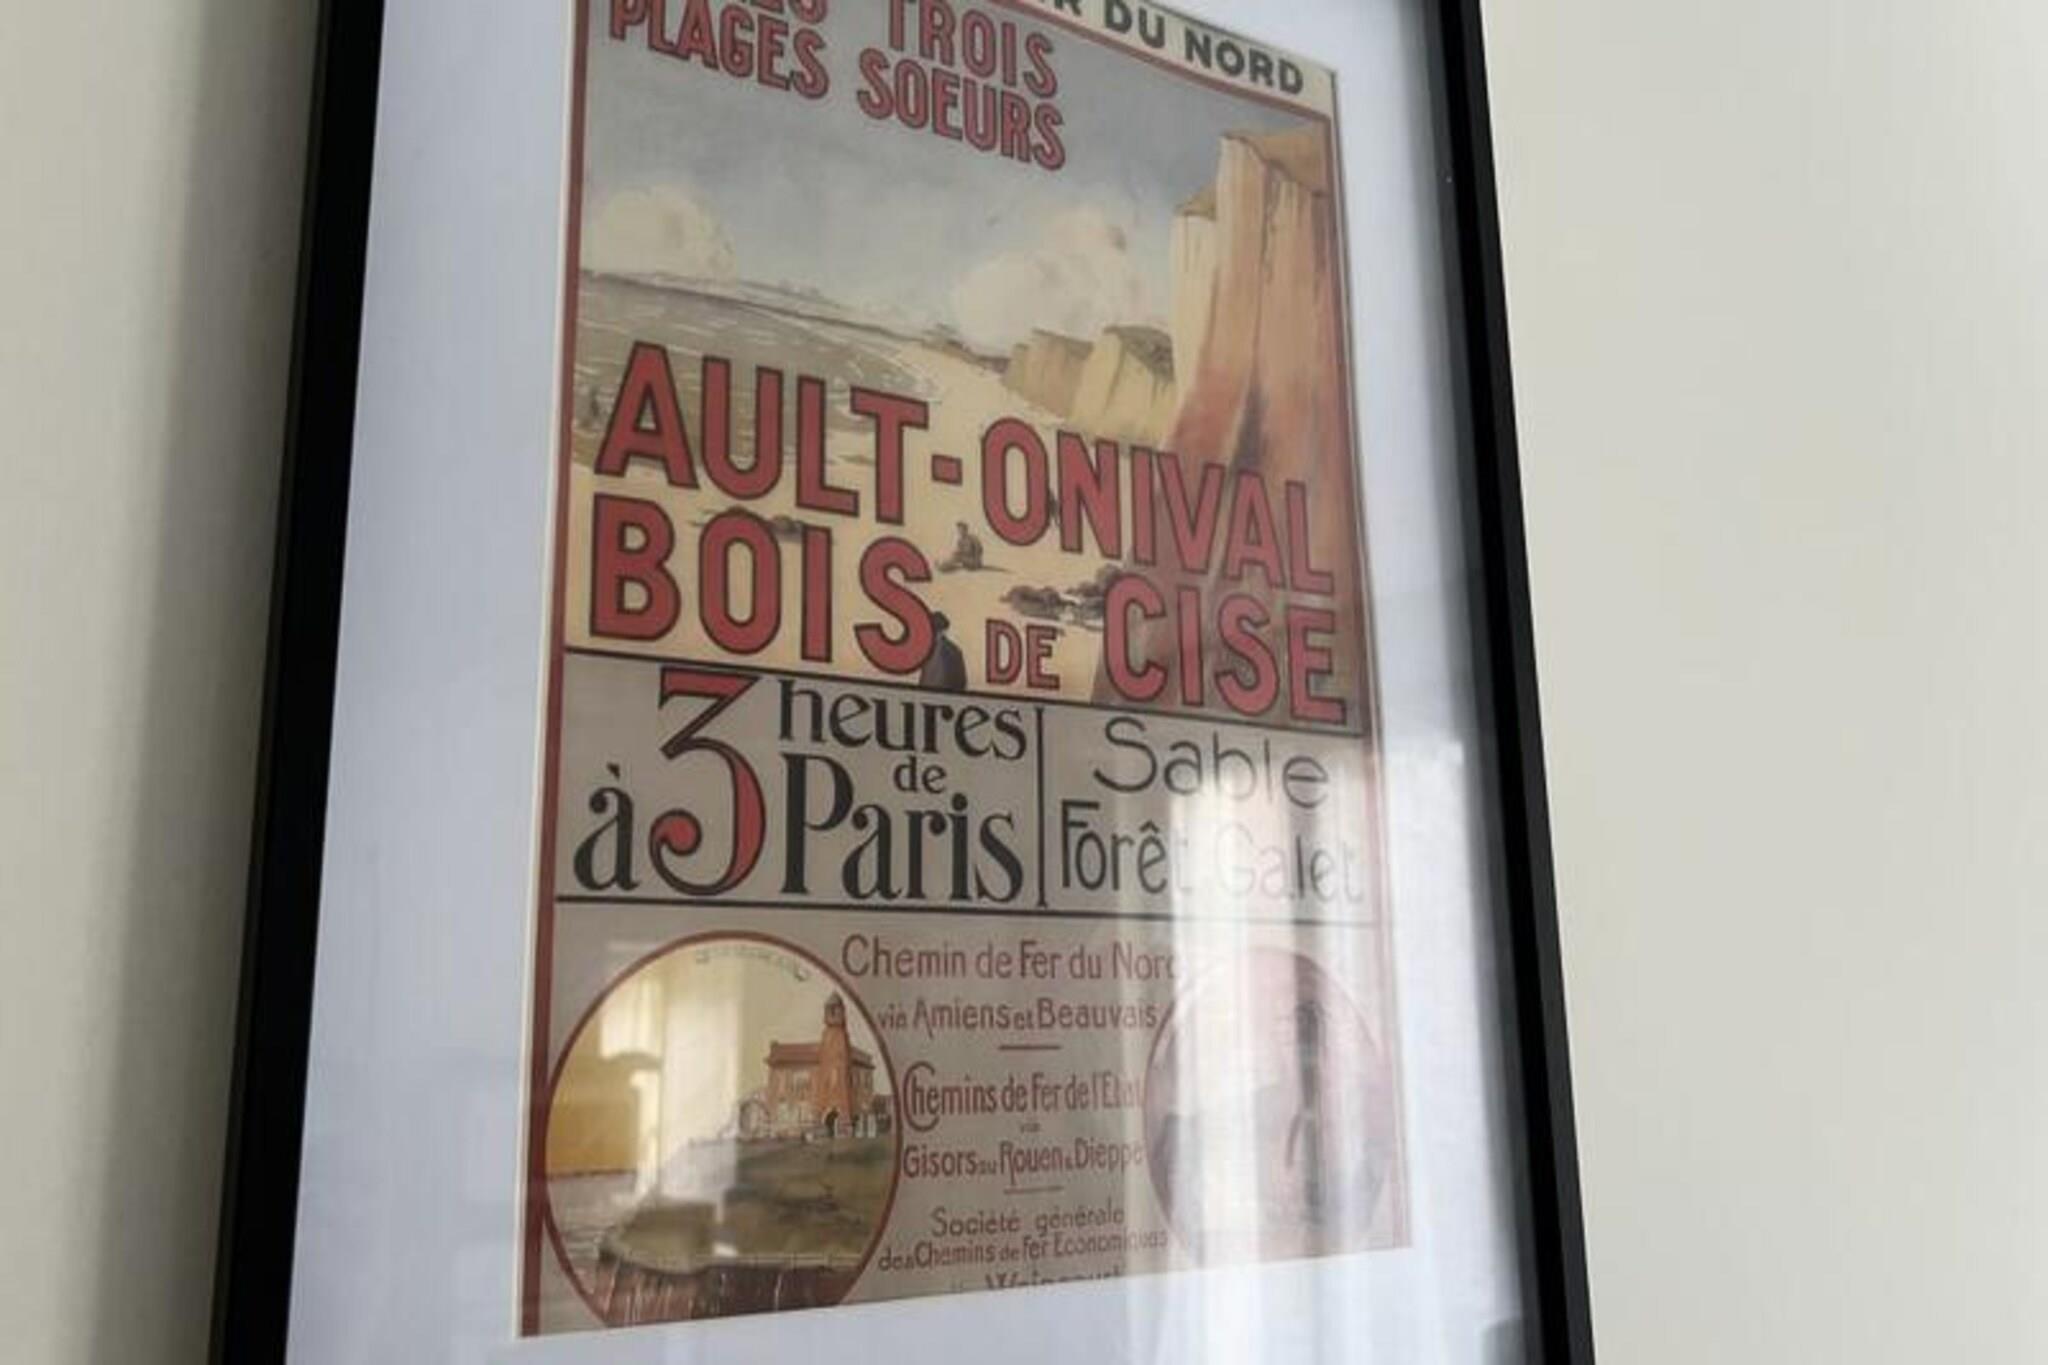 DU NORD
TROIS
PLAGES SOEURS
AULT-ONIVAL
BOIS DE CISE
à 3 heures de Paris
Sable
Forêt Galet
Chemin de Fer du Nord
via Amiens et Beauvais
Chemins de Fer de l'Etat
via
Gisors ou Rouen & Dieppe
Société générale
des Chemins de Fer Economiques